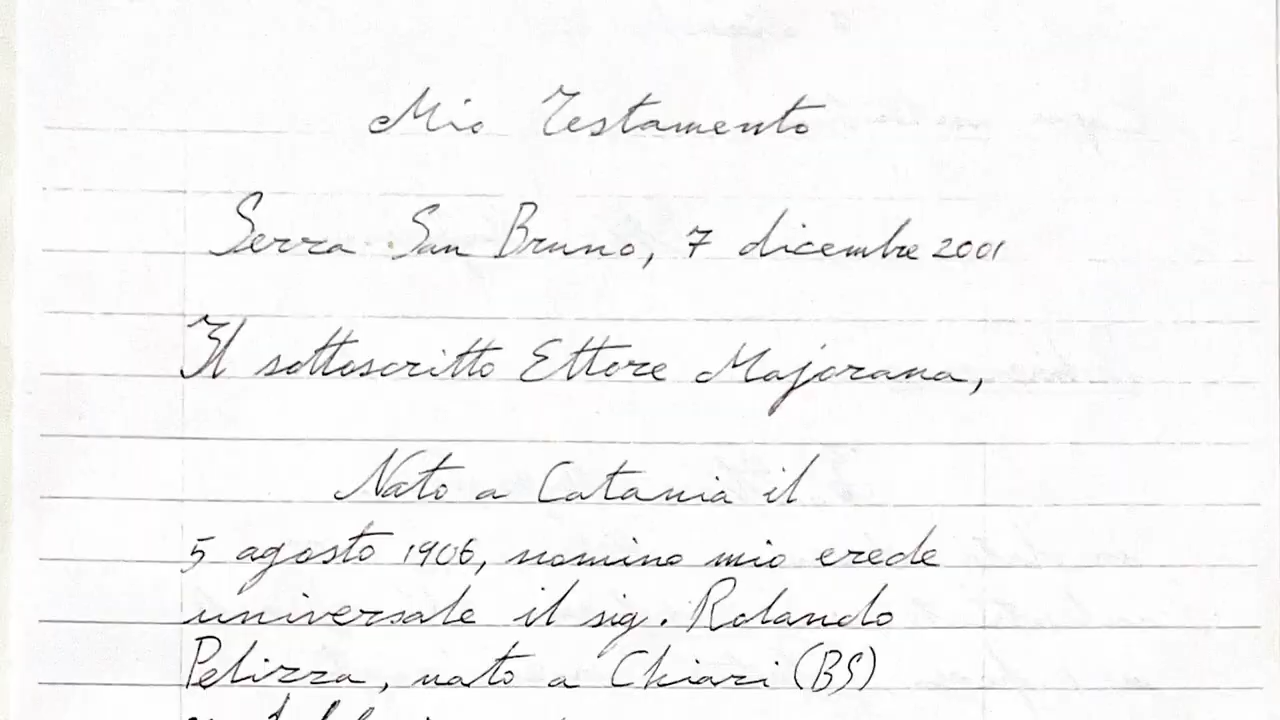 Mio Testamento
Serra San Bruno, 7 dicembre 2001
Il sottoscritto Ettore Majorana,
Nato a Catania il
5 agosto 1906, nomino mio erede
universale il sig. Rolando
Pelizza, nato a Chiari (BS)